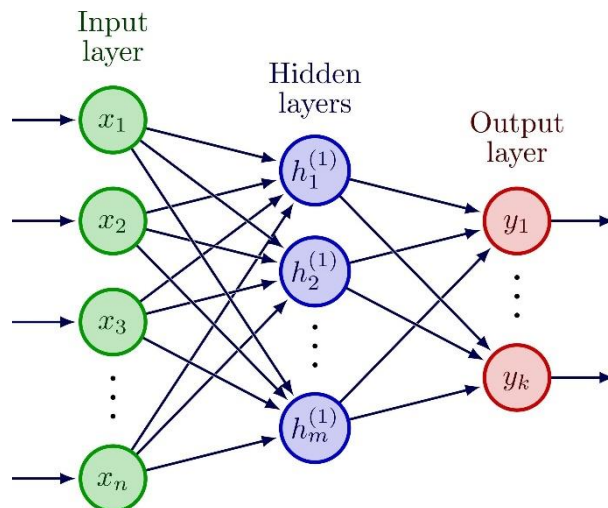 Input
layer
Hidden
layers
Output
layer
x₁
x₂
x₃
xₙ
h₁⁽¹⁾
h₂⁽¹⁾
hₘ⁽¹⁾
y₁
yₖ